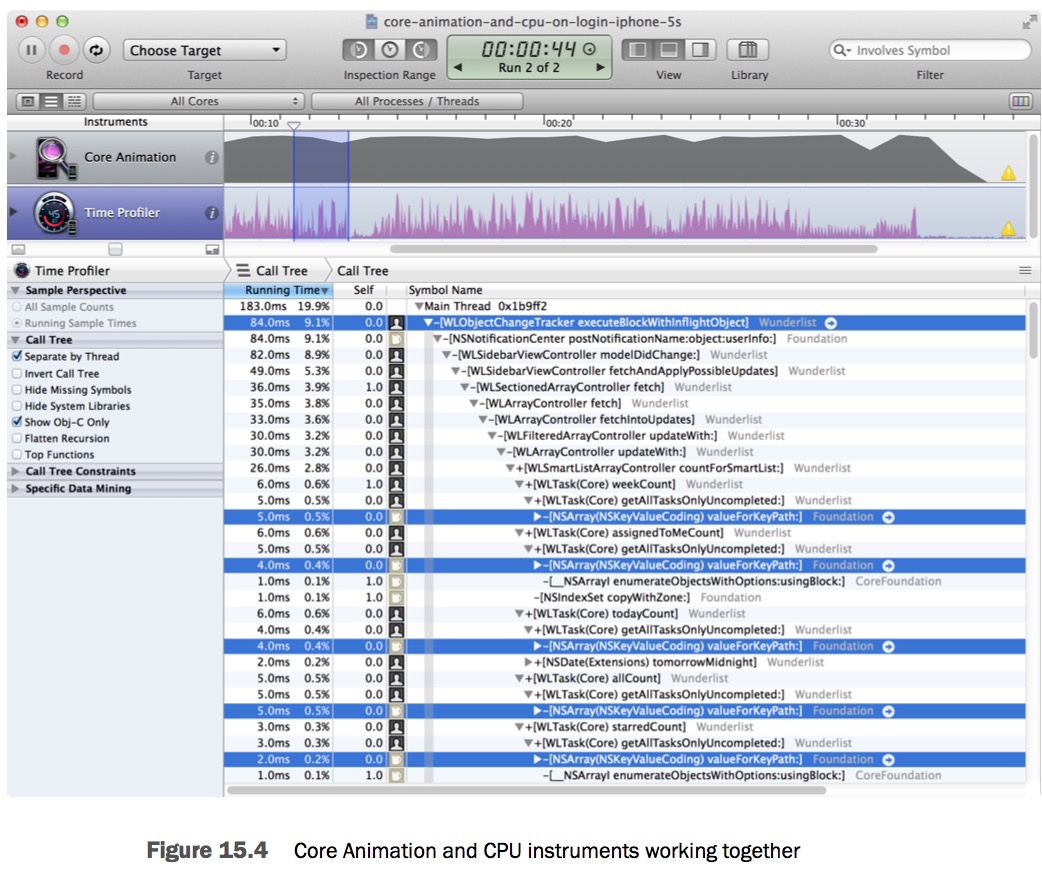 core-animation-and-cpu-on-login-iphone-5s
Choose Target
00:00:44
Run 2 of 2
Involves Symbol
Record
Target
Inspection Range
View
Library
Filter
All Cores
All Processes / Threads
Instruments
00:10
00:20
00:30
Core Animation
Time Profiler
Time Profiler
Call Tree
Call Tree
Sample Perspective
All Sample Counts
Running Sample Times
Call Tree
Separate by Thread
Invert Call Tree
Hide Missing Symbols
Hide System Libraries
Show Obj-C Only
Flatten Recursion
Top Functions
Call Tree Constraints
Specific Data Mining
Running Time Self Symbol Name
183.0ms 19.9% 0.0 Main Thread 0x1b9ff2
84.0ms 9.1% 0.0 -[WLObjectChangeTracker executeBlockWithInflightObject] Wunderlist
84.0ms 9.1% 0.0 -[NSNotificationCenter postNotificationName:object:userInfo:] Foundation
82.0ms 8.9% 0.0 -[WLSidebarViewController modelDidChange:] Wunderlist
49.0ms 5.3% 0.0 -[WLSidebarViewController fetchAndApplyPossibleUpdates] Wunderlist
36.0ms 3.9% 1.0 -[WLSectionedArrayController fetch] Wunderlist
35.0ms 3.8% 0.0 -[WLArrayController fetch] Wunderlist
33.0ms 3.6% 0.0 -[WLArrayController fetchIntoUpdates] Wunderlist
30.0ms 3.2% 0.0 -[WLFilteredArrayController updateWith:] Wunderlist
30.0ms 3.2% 0.0 -[WLArrayController updateWith:] Wunderlist
26.0ms 2.8% 0.0 +[WLSmartListArrayController countForSmartList:] Wunderlist
6.0ms 0.6% 1.0 +[WLTask(Core) weekCount] Wunderlist
5.0ms 0.5% 0.0 +[WLTask(Core) getAllTasksOnlyUncompleted:] Wunderlist
5.0ms 0.5% 0.0 -[NSArray(NSKeyValueCoding) valueForKeyPath:] Foundation
6.0ms 0.6% 0.0 +[WLTask(Core) assignedToMeCount] Wunderlist
5.0ms 0.5% 0.0 +[WLTask(Core) getAllTasksOnlyUncompleted:] Wunderlist
4.0ms 0.4% 0.0 -[NSArray(NSKeyValueCoding) valueForKeyPath:] Foundation
1.0ms 0.1% 1.0 -[__NSArrayI enumerateObjectsWithOptions:usingBlock:] CoreFoundation
1.0ms 0.1% 1.0 -[NSIndexSet copyWithZone:] Foundation
6.0ms 0.6% 0.0 +[WLTask(Core) todayCount] Wunderlist
4.0ms 0.4% 0.0 +[WLTask(Core) getAllTasksOnlyUncompleted:] Wunderlist
4.0ms 0.4% 0.0 -[NSArray(NSKeyValueCoding) valueForKeyPath:] Foundation
2.0ms 0.2% 0.0 +[NSDate(Extensions) tomorrowMidnight] Wunderlist
5.0ms 0.5% 0.0 +[WLTask(Core) allCount] Wunderlist
5.0ms 0.5% 0.0 +[WLTask(Core) getAllTasksOnlyUncompleted:] Wunderlist
5.0ms 0.5% 0.0 -[NSArray(NSKeyValueCoding) valueForKeyPath:] Foundation
3.0ms 0.3% 0.0 +[WLTask(Core) starredCount] Wunderlist
3.0ms 0.3% 0.0 +[WLTask(Core) getAllTasksOnlyUncompleted:] Wunderlist
2.0ms 0.2% 0.0 -[NSArray(NSKeyValueCoding) valueForKeyPath:] Foundation
1.0ms 0.1% 1.0 -[__NSArrayI enumerateObjectsWithOptions:usingBlock:] CoreFoundation
Figure 15.4 Core Animation and CPU instruments working together